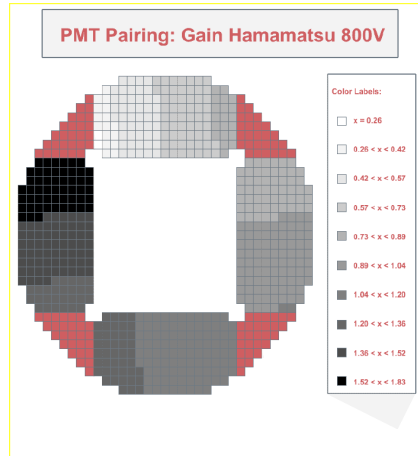 PMT Pairing: Gain Hamamatsu 800V
Color Labels:
x = 0.26
0.26 < x < 0.42
0.42 < x < 0.57
0.57 < x < 0.73
0.73 < x < 0.89
0.89 < x < 1.04
1.04 < x < 1.20
1.20 < x < 1.36
1.36 < x < 1.52
1.52 < x < 1.83